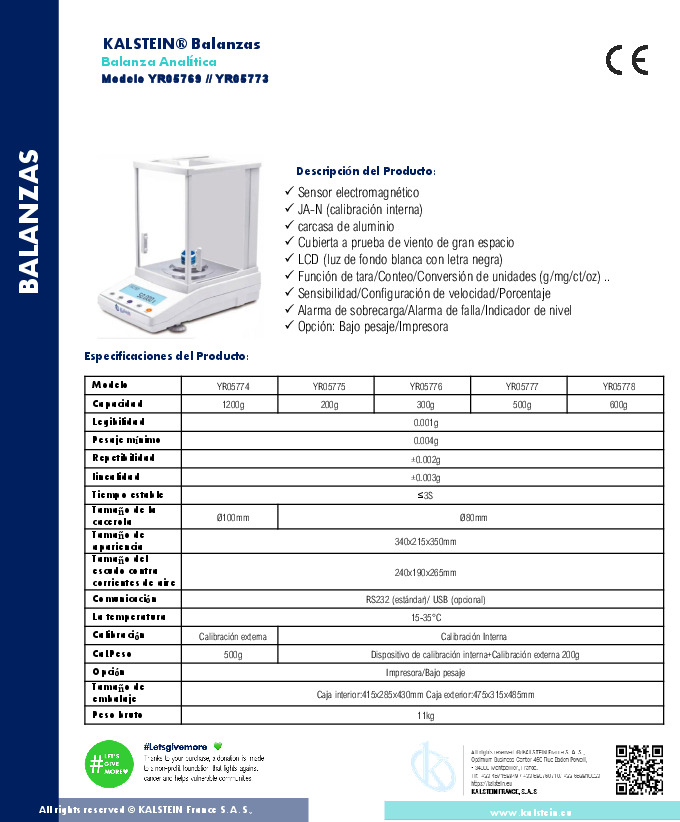 BALANZAS
KALSTEIN® Balanzas
Balanza Analítica
Modelo YR05769 // YR05773
CE
Descripción del Producto:
✓ Sensor electromagnético
✓ JA-N (calibración interna)
✓ carcasa de aluminio
✓ Cubierta a prueba de viento de gran espacio
✓ LCD (luz de fondo blanca con letra negra)
✓ Función de tara/Conteo/Conversión de unidades (g/mg/ct/oz) ..
✓ Sensibilidad/Configuración de velocidad/Porcentaje
✓ Alarma de sobrecarga/Alarma de falla/Indicador de nivel
✓ Opción: Bajo pesaje/Impresora
Especificaciones del Producto:
Modelo YR05774 YR05775 YR05776 YR05777 YR05778
Capacidad 1200g 200g 300g 500g 600g
Legibilidad 0.001g
Pesaje mínimo 0.004g
Repetibilidad ±0.002g
linealidad ±0.003g
Tiempo estable ≤3S
Tamaño de la
cacerola Ø100mm Ø80mm
Tamaño de
apariencia 340x215x350mm
Tamaño del
escudo contra
corrientes de aire 240x190x265mm
Comunicación RS232 (estándar)/ USB (opcional)
La temperatura 15-35°C
Calibración Calibración externa Calibración Interna
Cal.Peso 500g Dispositivo de calibración interna+Calibración externa 200g
Opción Impresora/Bajo pesaje
Tamaño de
embalaje Caja interior:415x285x430mm Caja exterior:475x315x485mm
Peso bruto 11kg
# LET'S
GIVE
MORE
#Letsgivemore
Thanks to your purchase, a donation is made
to a non-profit foundation that fights against
cancer and helps vulnerable communities.
All rights reserved © KALSTEIN France S. A. S.,
Optimum Business Center 450 Rue Baden Powell,
34000 Montpellier, France.
https://kalstein.eu
KALSTEIN FRANCE, S.A.S
All rights reserved © KALSTEIN France S.A.S.,
www.kalstein.eu